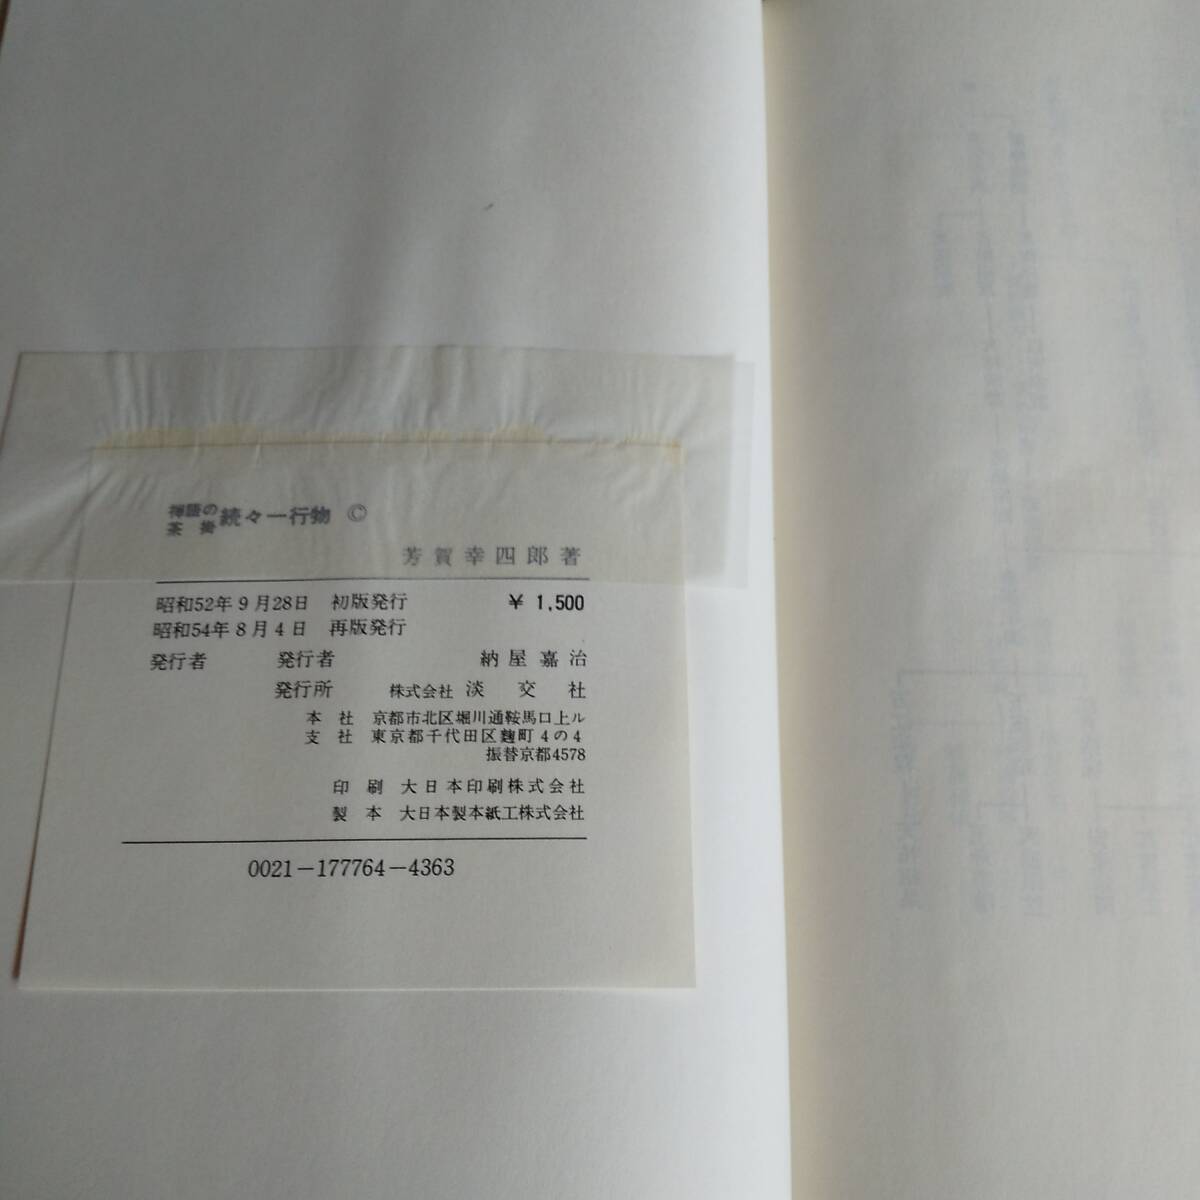 禅語の茶掛 続々一行物 ©
芳賀幸四郎著
昭和52年9月28日 初版発行 ¥1,500
昭和54年8月4日 再版発行
発行者 発行者 納屋嘉治
発行所 株式会社 淡交社
本社 京都市北区堀川通鞍馬口上ル
支社 東京都千代田区麴町4の4
振替京都4578
印刷 大日本印刷株式会社
製本 大日本製本紙工株式会社
0021-177764-4363